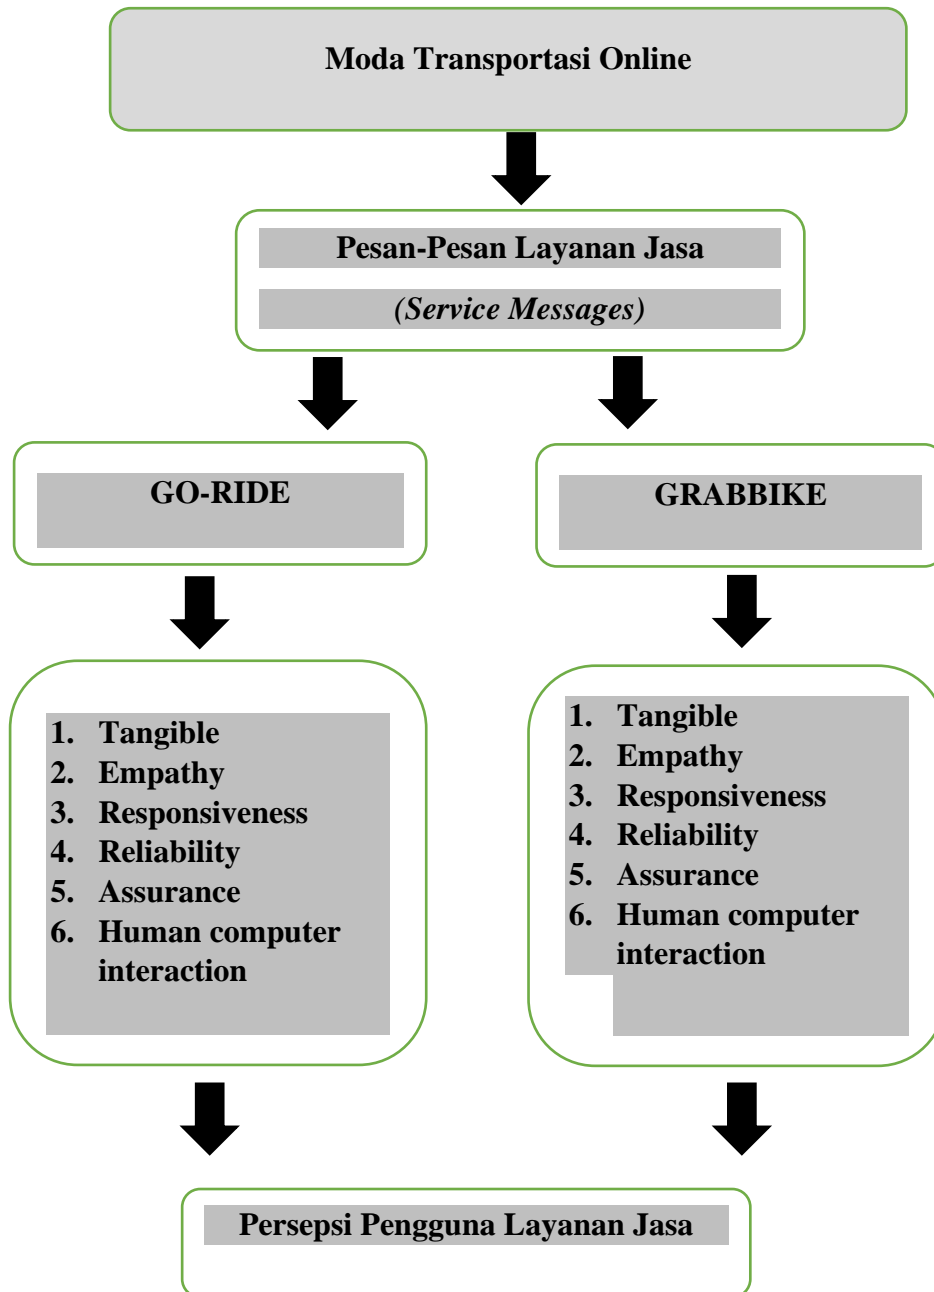 Moda Transportasi Online
Pesan-Pesan Layanan Jasa
(Service Messages)
GO-RIDE
GRABBIKE
1. Tangible
2. Empathy
3. Responsiveness
4. Reliability
5. Assurance
6. Human computer
interaction
1. Tangible
2. Empathy
3. Responsiveness
4. Reliability
5. Assurance
6. Human computer
interaction
Persepsi Pengguna Layanan Jasa